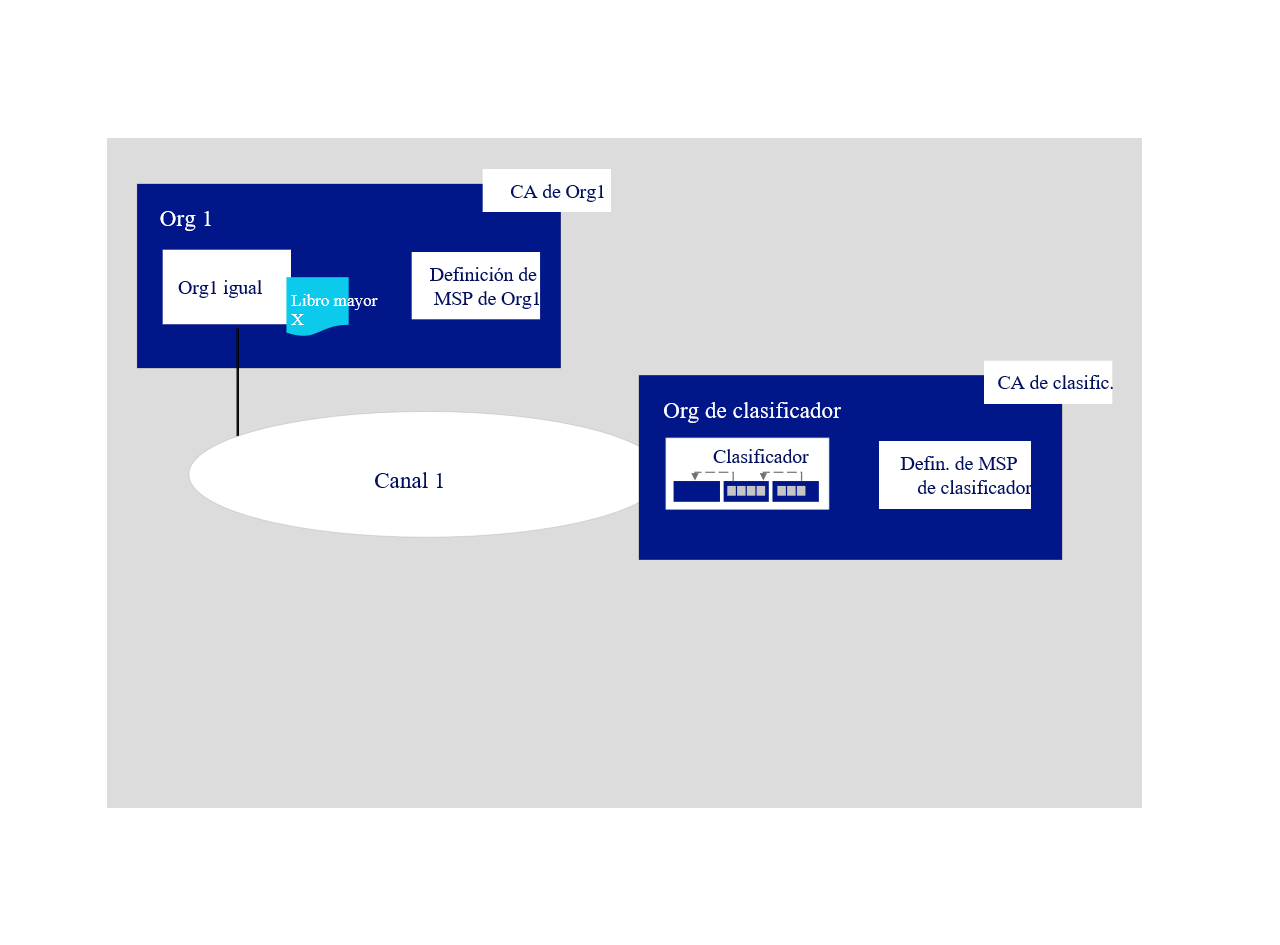 CA de Org1
Org 1
Org1 igual
Definición de
MSP de Org1
Libro mayor
X
CA de clasific.
Org de clasificador
Clasificador
Defin. de MSP
de clasificador
Canal 1